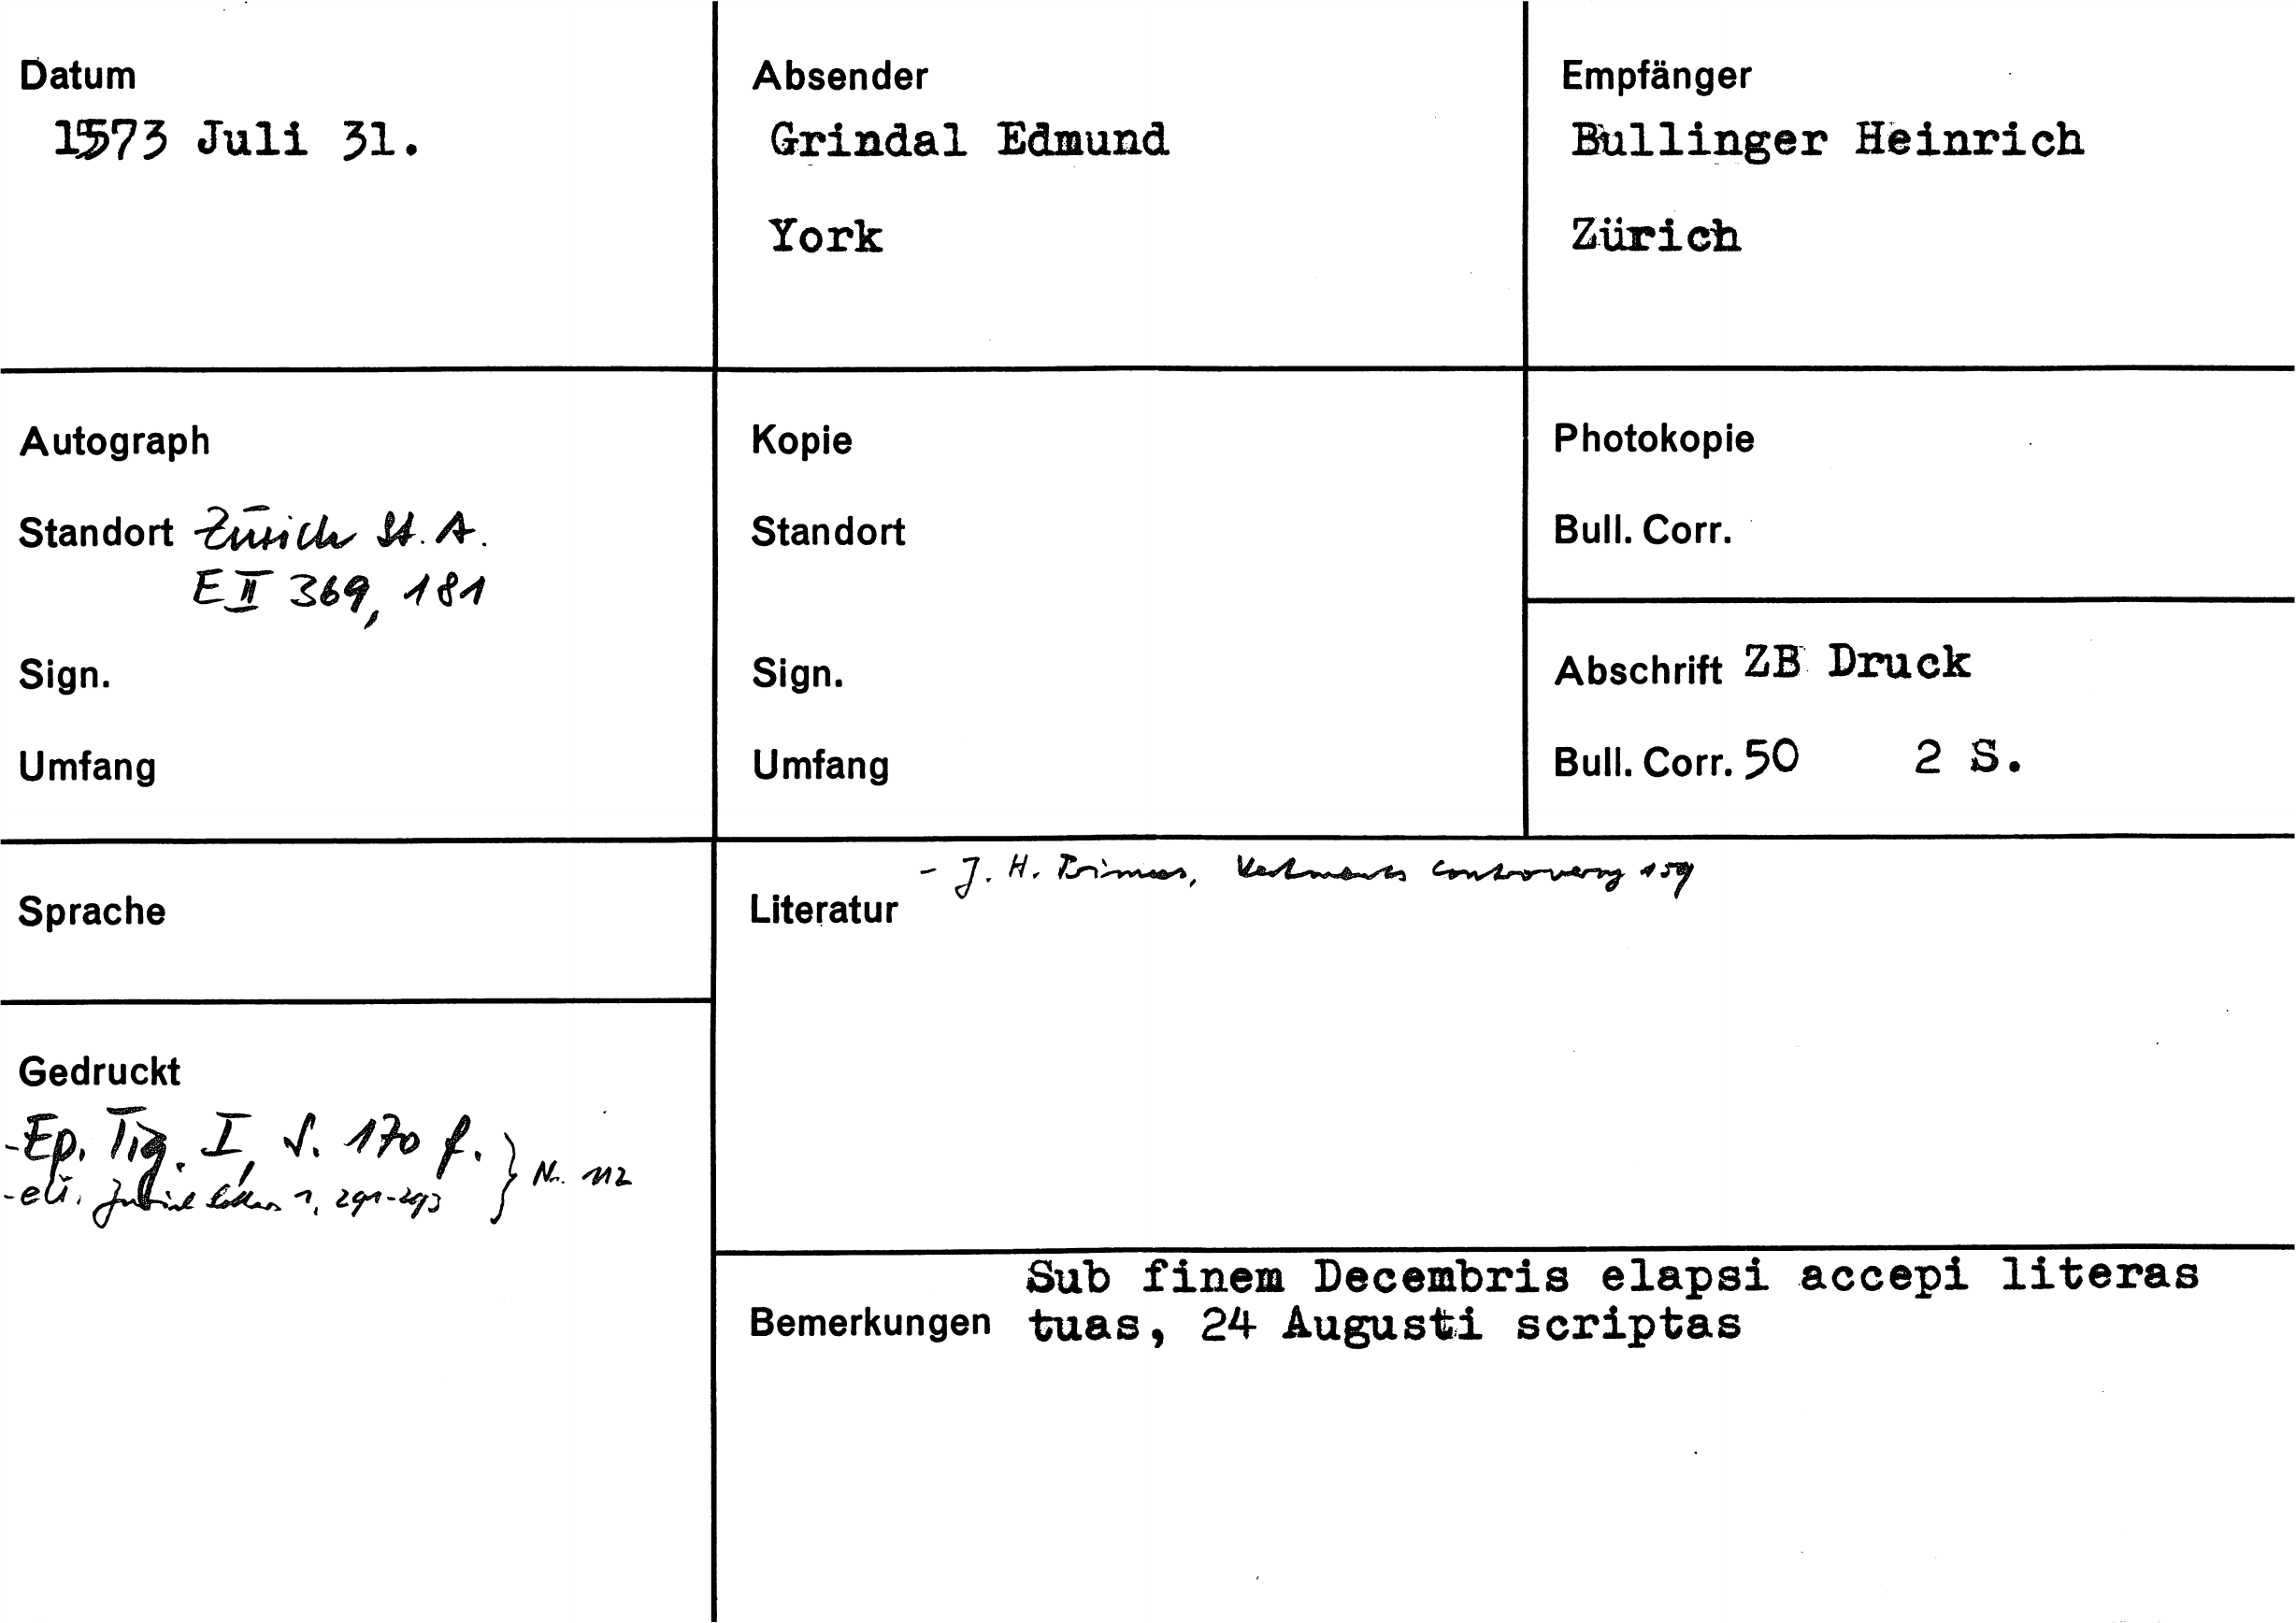 Datum
1573 Juli 31.
Absender
Grindal Edmund
York
Empfänger
Bullinger Heinrich
Zürich
Autograph
Standort Zürich St. A.
E II 369, 181
Sign.
Umfang
Kopie
Standort
Sign.
Umfang
Photokopie
Bull. Corr.
Abschrift ZB Druck
Bull. Corr. 50 2 S.
Sprache
Gedruckt
- Ep. Tig. I, S. 170 f.
- 1, 291-293 } Nr. 112
- J. H. Primus, Vestments Controversy 159
Literatur
Sub finem Decembris elapsi accepi literas
Bemerkungen tuas, 24 Augusti scriptas